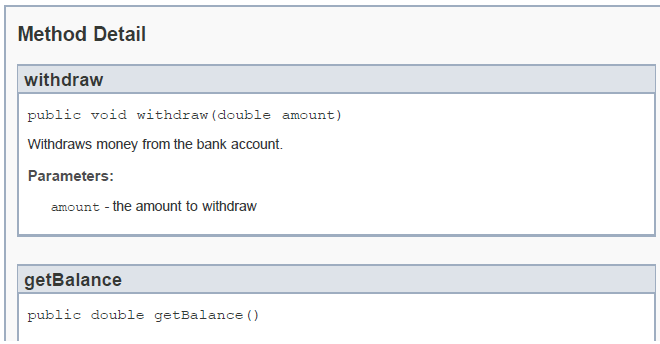 Method Detail
withdraw
public void withdraw(double amount)
Withdraws money from the bank account.
Parameters:
amount - the amount to withdraw
getBalance
public double getBalance()